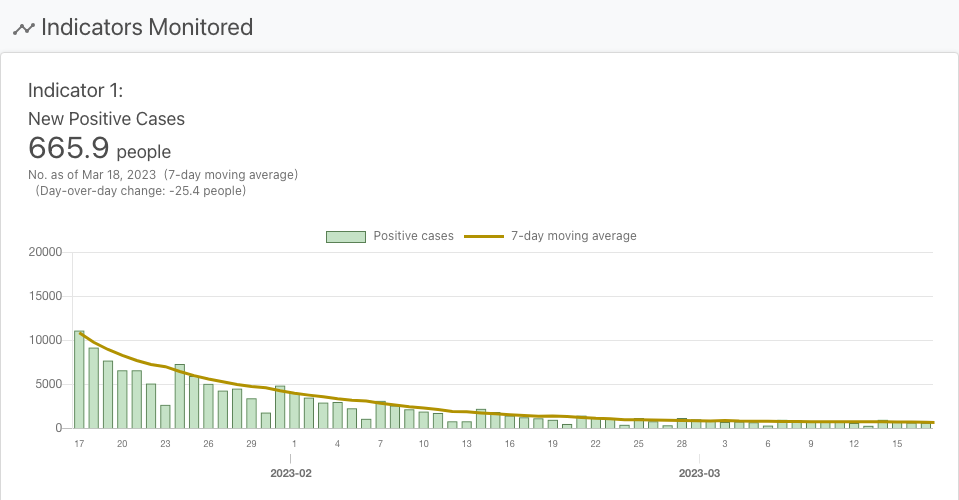 Indicators Monitored
Indicator 1:
New Positive Cases
665.9 people
No. as of Mar 18, 2023 (7-day moving average)
(Day-over-day change: -25.4 people)
Positive cases 7-day moving average
20000
15000
10000
5000
0
17 20 23 26 29 1 4 7 10 13 16 19 22 25 28 3 6 9 12 15
2023-02 2023-03